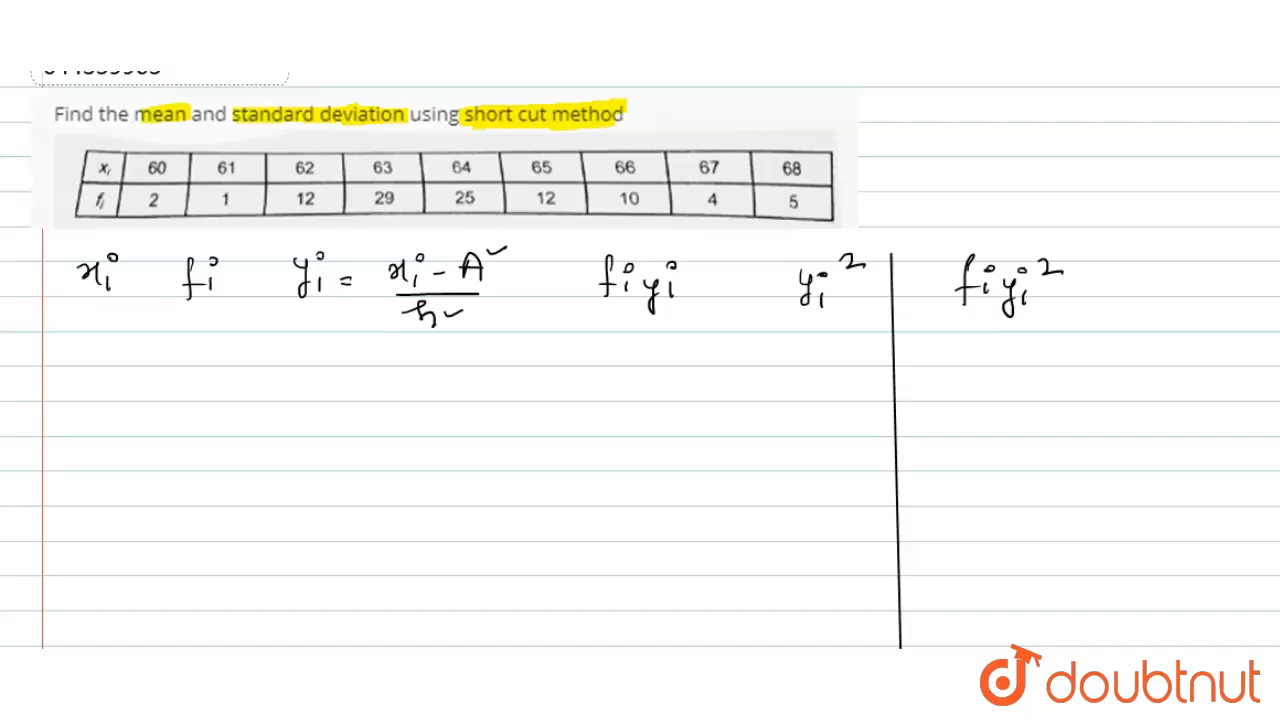 Find the mean and standard deviation using short cut method
xᵢ 60 61 62 63 64 65 66 67 68
fᵢ 2 1 12 29 25 12 10 4 5
xᵢ fᵢ yᵢ = (xᵢ - A)/h fᵢyᵢ yᵢ² fᵢyᵢ²
doubtnut